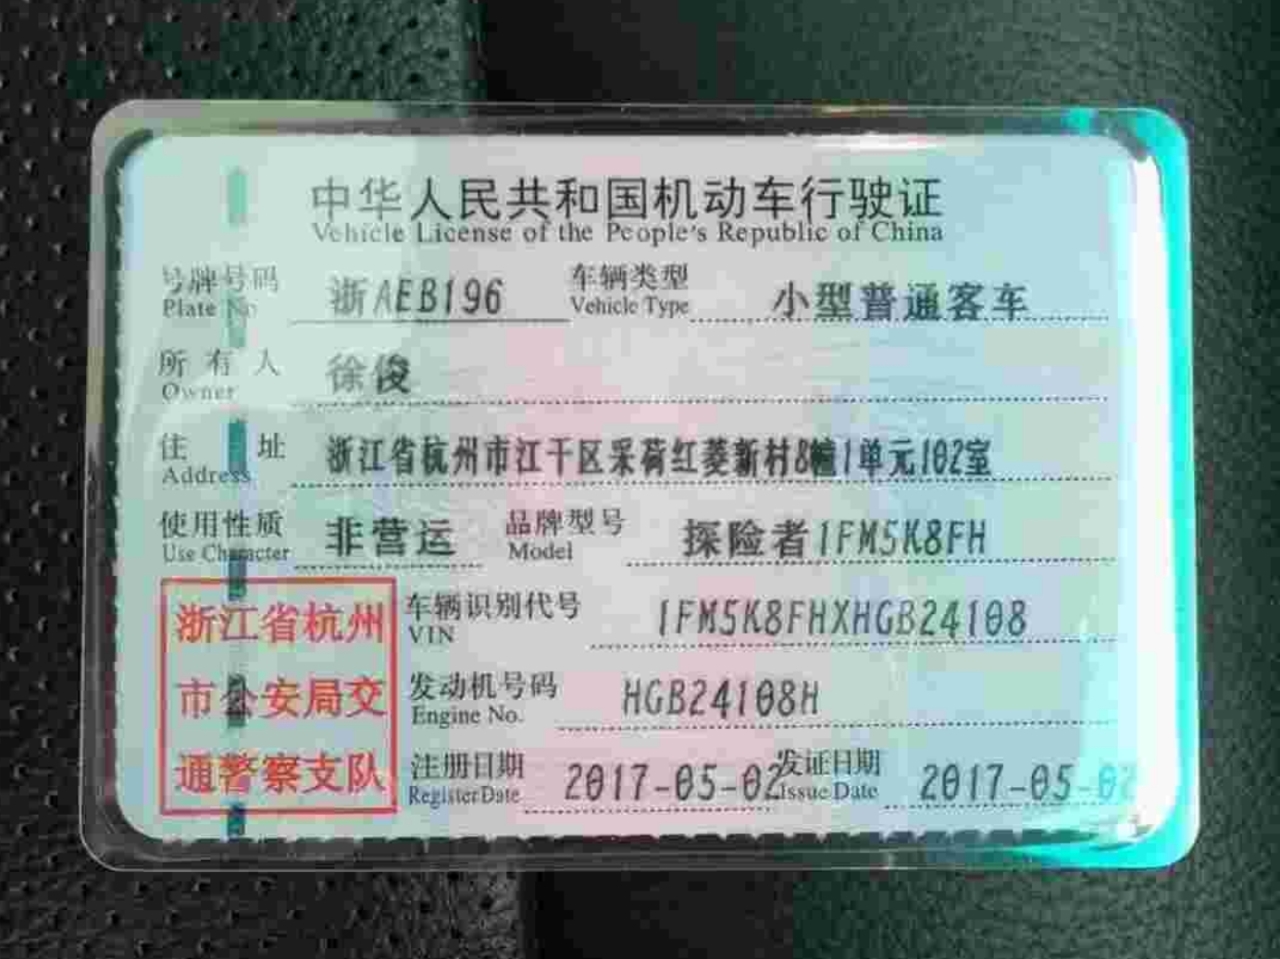 中华人民共和国机动车行驶证
Vehicle License of the People's Republic of China
号牌号码 浙AEB196 车辆类型 小型普通客车
Plate No. Vehicle Type
所有人 徐俊
Owner
住址 浙江省杭州市江干区采荷红菱新村8幢1单元102室
Address
使用性质 非营运 品牌型号 探险者1FM5K8FH
Use Character Model
浙江省杭州 车辆识别代号 1FM5K8FHXHGB24108
VIN
市公安局交 发动机号码 HGB24108H
Engine No.
通警察支队 注册日期 2017-05-02 发证日期 2017-05-02
Register Date Issue Date